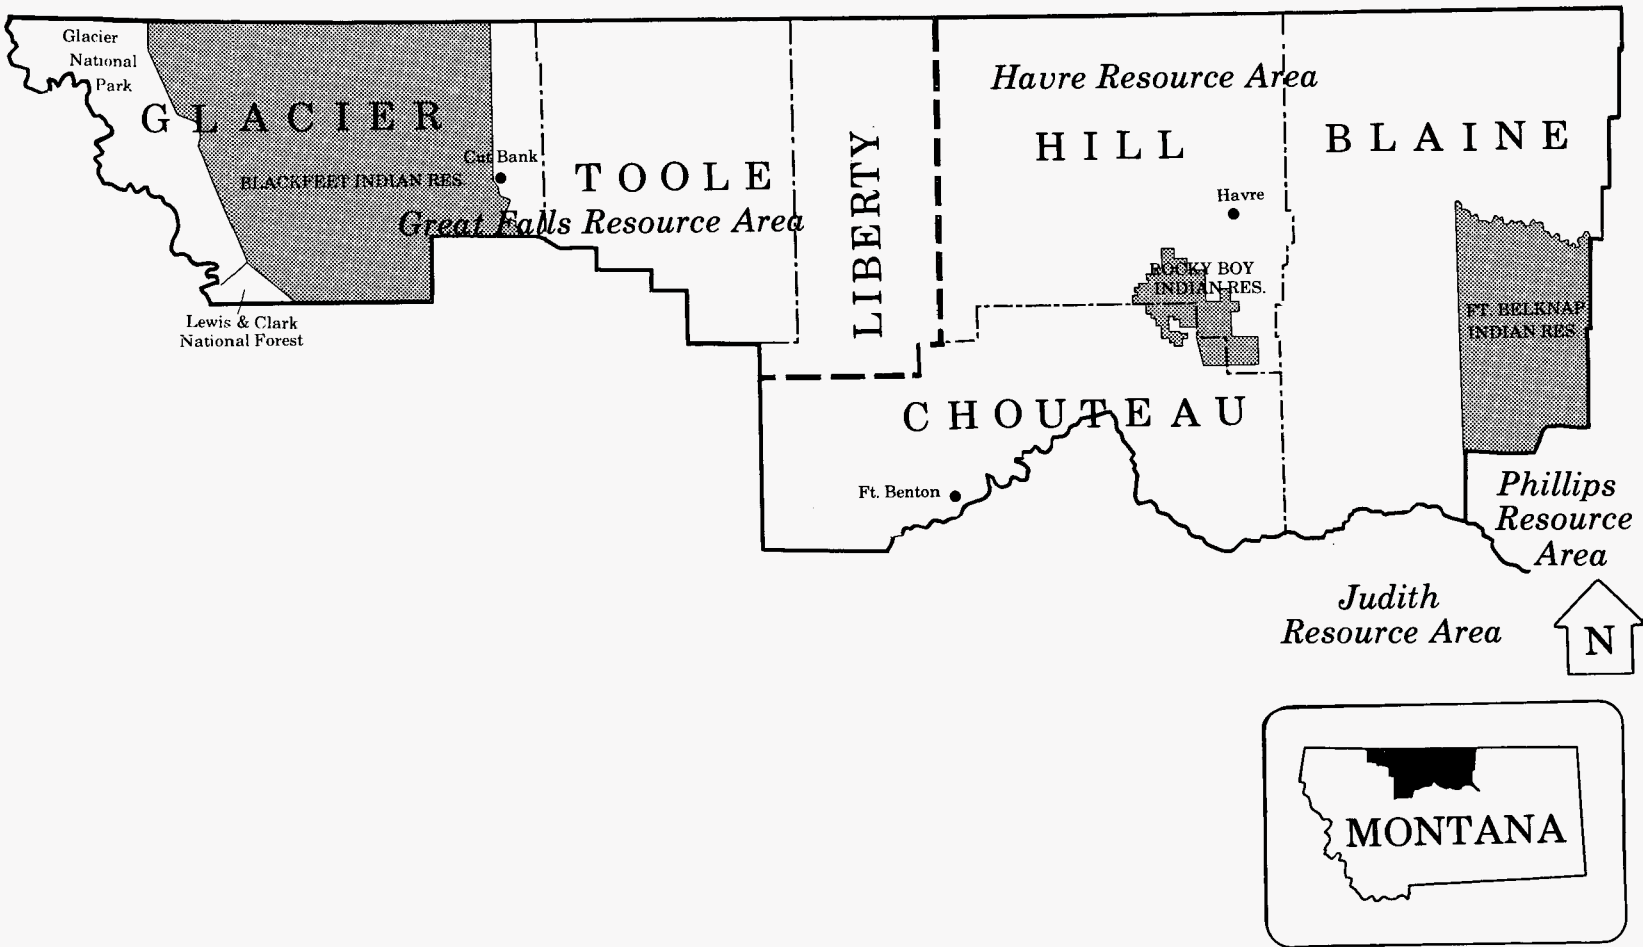 Glacier
National
Park
GLACIER
BLACKFEET INDIAN RES.
Cut Bank
TOOLE
Great Falls Resource Area
LIBERTY
Lewis & Clark
National Forest
Havre Resource Area
HILL
BLAINE
Havre
ROCKY BOY
INDIAN RES.
FT. BELKNAP
INDIAN RES.
CHOUTEAU
Ft. Benton
Phillips
Resource
Area
Judith
Resource Area
N
MONTANA